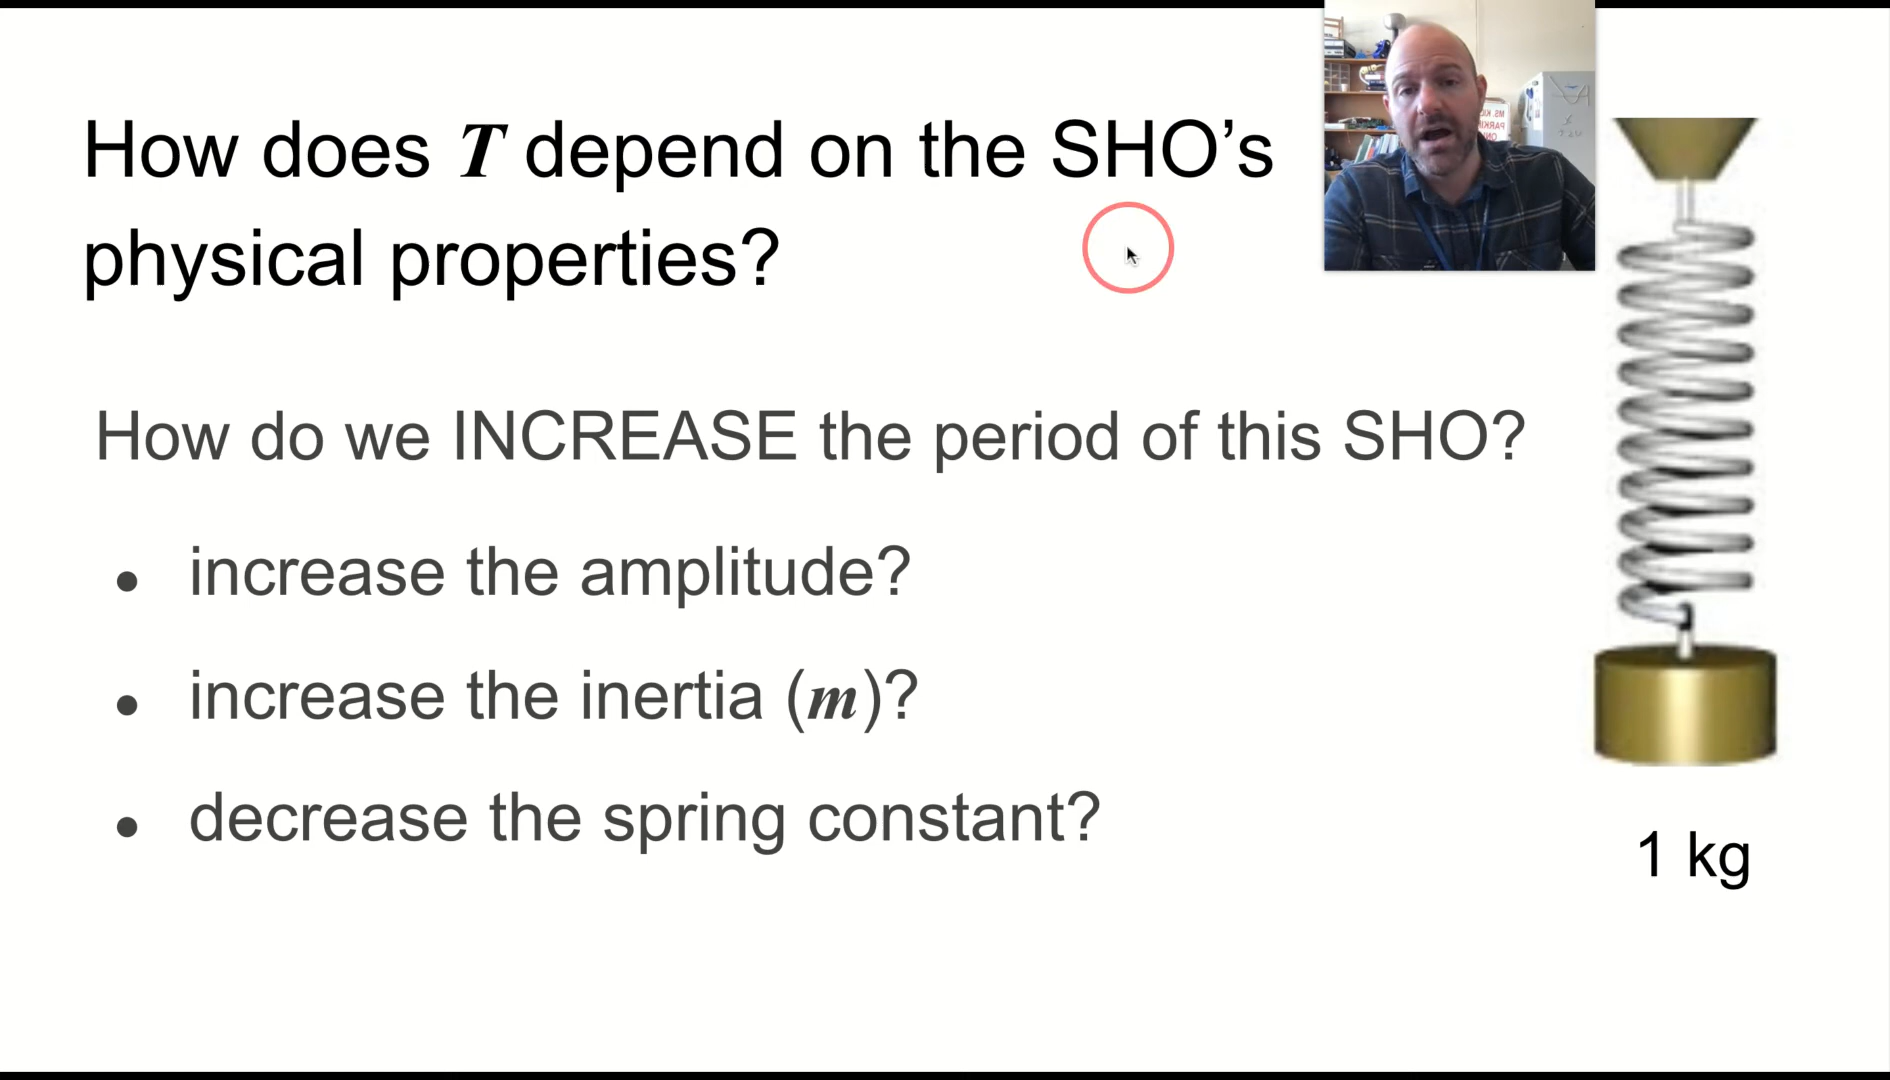 How does T depend on the SHO’s
physical properties?
How do we INCREASE the period of this SHO?
● increase the amplitude?
● increase the inertia (m)?
● decrease the spring constant?
1 kg